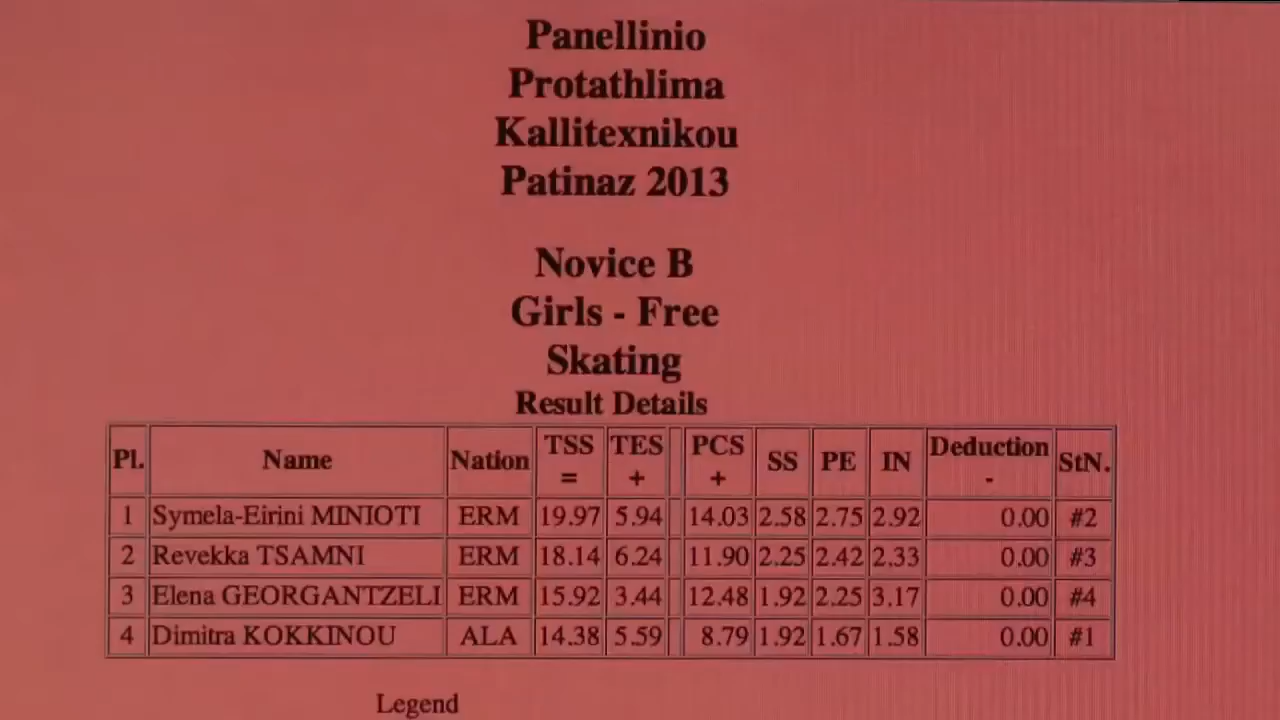 Panellinio
Protathlima
Kallitexnikou
Patinaz 2013
Novice B
Girls - Free
Skating
Result Details
Pl. Name Nation TSS = TES + PCS + SS PE IN Deduction - StN.
1 Symela-Eirini MINIOTI ERM 19.97 5.94 14.03 2.58 2.75 2.92 0.00 #2
2 Revekka TSAMNI ERM 18.14 6.24 11.90 2.25 2.42 2.33 0.00 #3
3 Elena GEORGANTZELI ERM 15.92 3.44 12.48 1.92 2.25 3.17 0.00 #4
4 Dimitra KOKKINOU ALA 14.38 5.59 8.79 1.92 1.67 1.58 0.00 #1
Legend